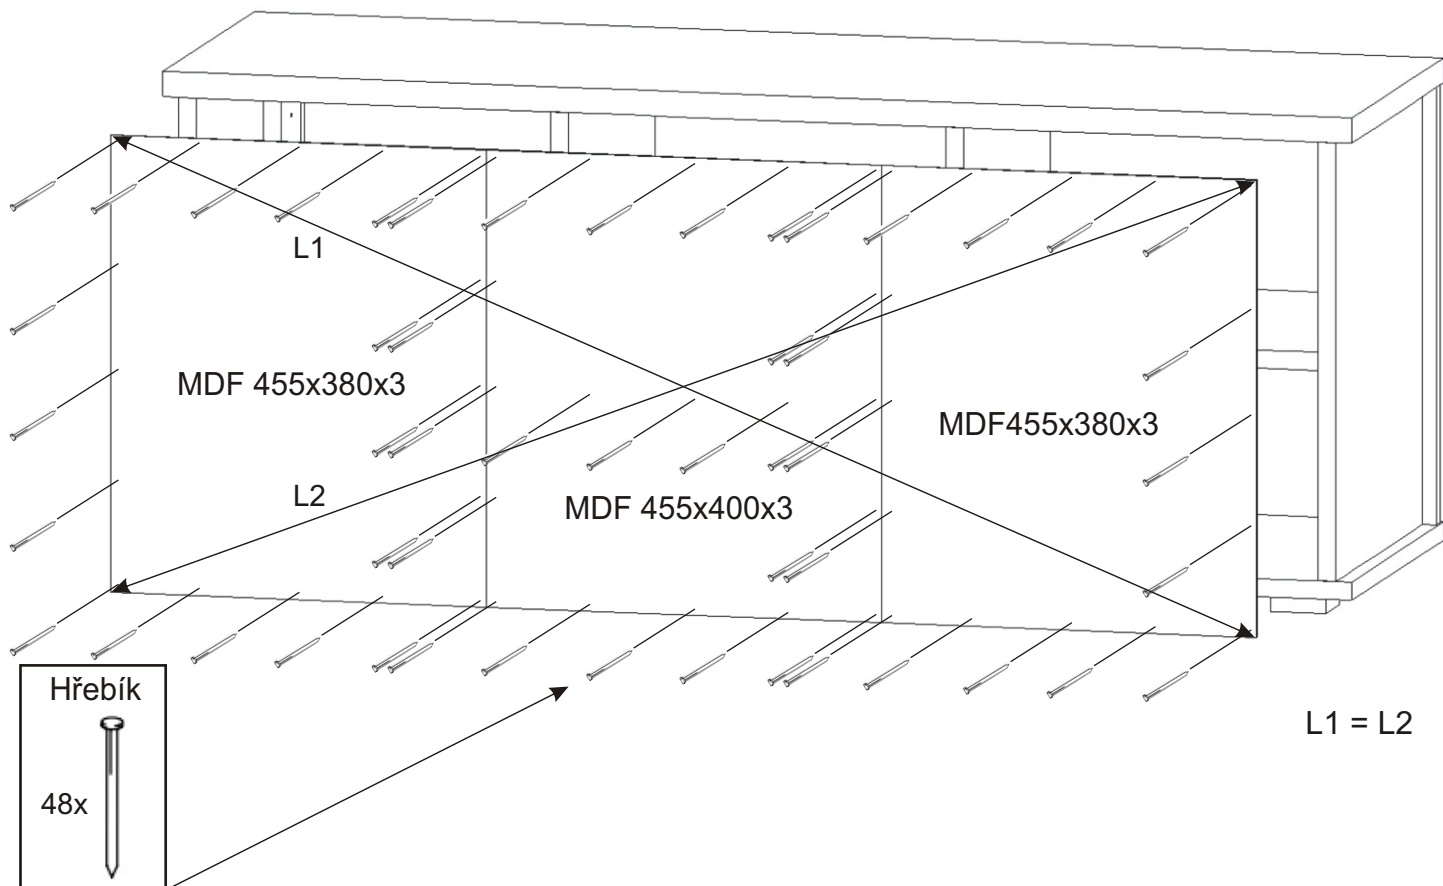 L1
MDF 455x380x3
MDF455x380x3
L2
MDF 455x400x3
Hřebík
48x
L1 = L2